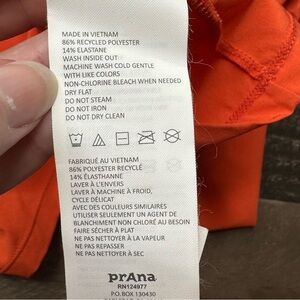 MADE IN VIETNAM
86% RECYCLED POLYESTER
14% ELASTANE
WASH INSIDE OUT
MACHINE WASH COLD GENTLE
WITH LIKE COLORS
NON-CHLORINE BLEACH WHEN NEEDED
DRY FLAT
DO NOT STEAM
DO NOT IRON
DO NOT DRY CLEAN
FABRIQUÉ AU VIETNAM
86% POLYESTER RECYCLÉ
14% ÉLASTHANNE
LAVER À L'ENVERS
LAVER À MACHINE À FROID,
CYCLE DÉLICAT
AVEC DES COULEURS SIMILAIRES
UTILISER SEULEMENT UN AGENT DE
BLANCHIMENT NON CHLORÉ AU BESOIN
FAIRE SÉCHER À PLAT
NE PAS NETTOYER À LA VAPEUR
NE PAS REPASSER
NE PAS NETTOYER À SEC
prAna
RN124977
P.O. BOX 130430